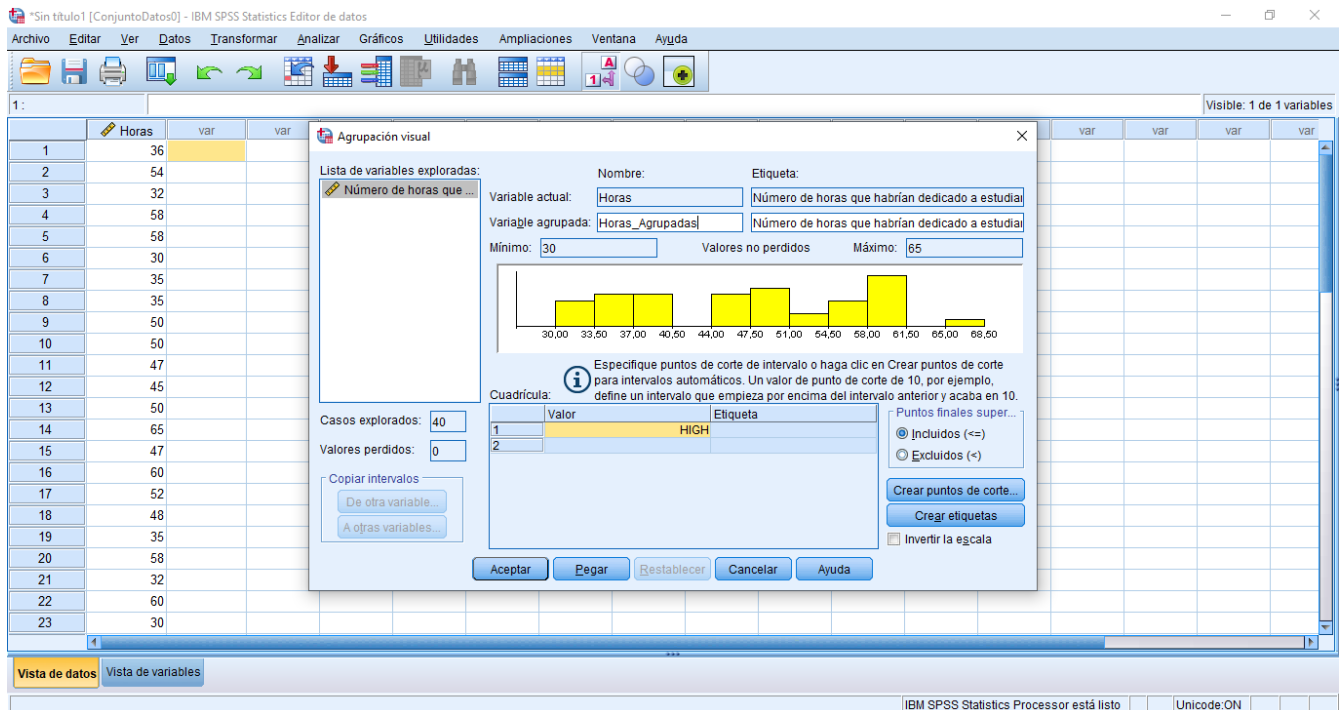 *Sin título1 [ConjuntoDatos0] - IBM SPSS Statistics Editor de datos
Archivo Editar Ver Datos Transformar Analizar Gráficos Utilidades Ampliaciones Ventana Ayuda
1 :
Visible: 1 de 1 variables
Horas var var var var var var
1 36
2 54
3 32
4 58
5 58
6 30
7 35
8 35
9 50
10 50
11 47
12 45
13 50
14 65
15 47
16 60
17 52
18 48
19 35
20 58
21 32
22 60
23 30
Agrupación visual
Lista de variables exploradas:
Número de horas que ...
Nombre: Etiqueta:
Variable actual: Horas Número de horas que habrían dedicado a estudiar
Variable agrupada: Horas_Agrupadas Número de horas que habrían dedicado a estudiar
Mínimo: 30 Valores no perdidos Máximo: 65
30,00 33,50 37,00 40,50 44,00 47,50 51,00 54,50 58,00 61,50 65,00 68,50
Especifique puntos de corte de intervalo o haga clic en Crear puntos de corte
para intervalos automáticos. Un valor de punto de corte de 10, por ejemplo,
define un intervalo que empieza por encima del intervalo anterior y acaba en 10.
Cuadrícula:
Valor Etiqueta
1 HIGH
2
Casos explorados: 40
Valores perdidos: 0
Copiar intervalos
De otra variable...
A otras variables...
Puntos finales super...
Incluidos (<=)
Excluidos (<)
Crear puntos de corte...
Crear etiquetas
Invertir la escala
Aceptar Pegar Restablecer Cancelar Ayuda
Vista de datos Vista de variables
IBM SPSS Statistics Processor está listo Unicode:ON